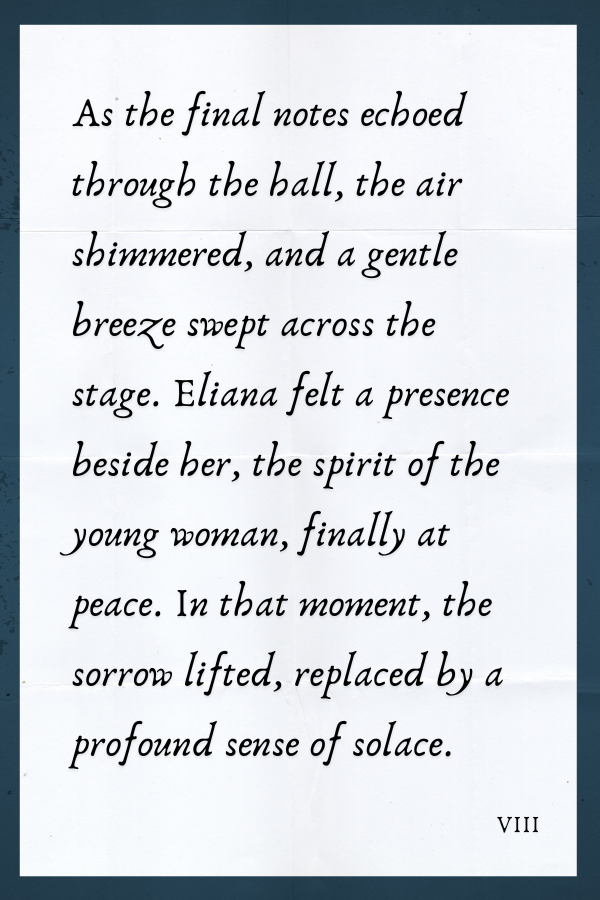 As the final notes echoed
through the hall, the air
shimmered, and a gentle
breeze swept across the
stage. Eliana felt a presence
beside her, the spirit of the
young woman, finally at
peace. In that moment, the
sorrow lifted, replaced by a
profound sense of solace.
VIII